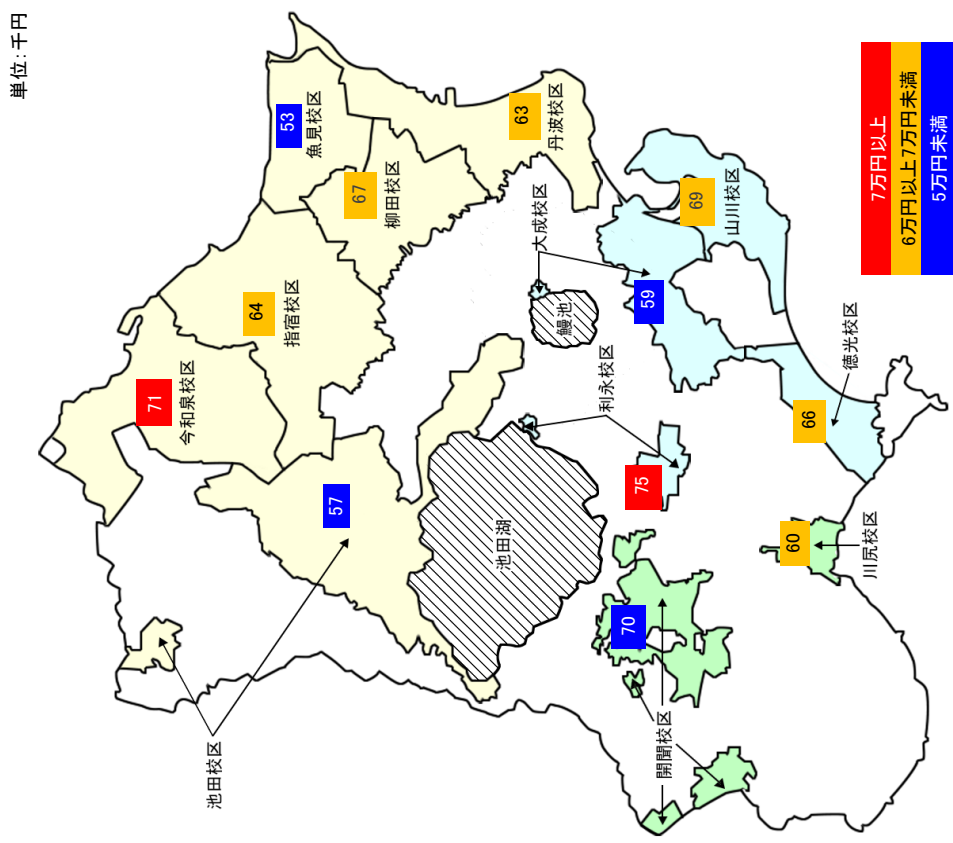 単位:千円
7万円以上
6万円以上7万円未満
5万円未満
53
魚見校区
63
丹波校区
67
柳田校区
64
指宿校区
71
今和泉校区
57
池田校区
大成校区
59
69
山川校区
鰻池
利永校区
75
徳光校区
66
池田湖
60
川尻校区
70
開聞校区